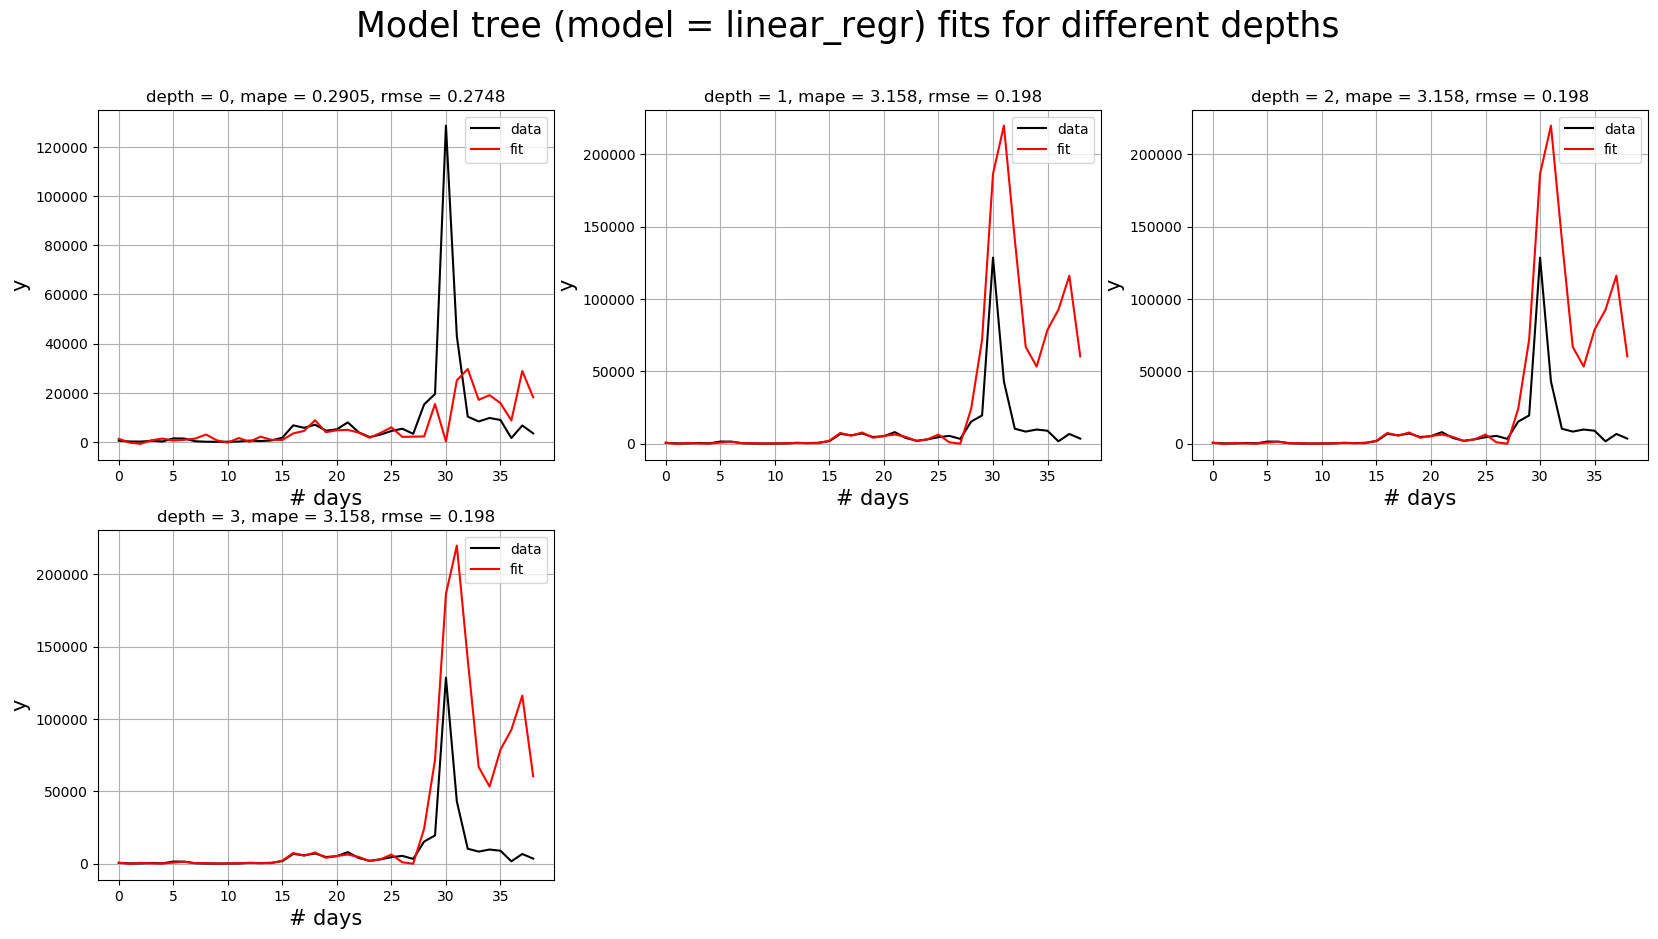 Model tree (model = linear_regr) fits for different depths
depth = 0, mape = 0.2905, rmse = 0.2748
data
fit
120000
100000
80000
60000
40000
20000
0
y
0 5 10 15 20 25 30 35
# days
depth = 1, mape = 3.158, rmse = 0.198
data
fit
200000
150000
100000
50000
0
y
0 5 10 15 20 25 30 35
# days
depth = 2, mape = 3.158, rmse = 0.198
data
fit
200000
150000
100000
50000
0
y
0 5 10 15 20 25 30 35
# days
depth = 3, mape = 3.158, rmse = 0.198
data
fit
200000
150000
100000
50000
0
y
0 5 10 15 20 25 30 35
# days